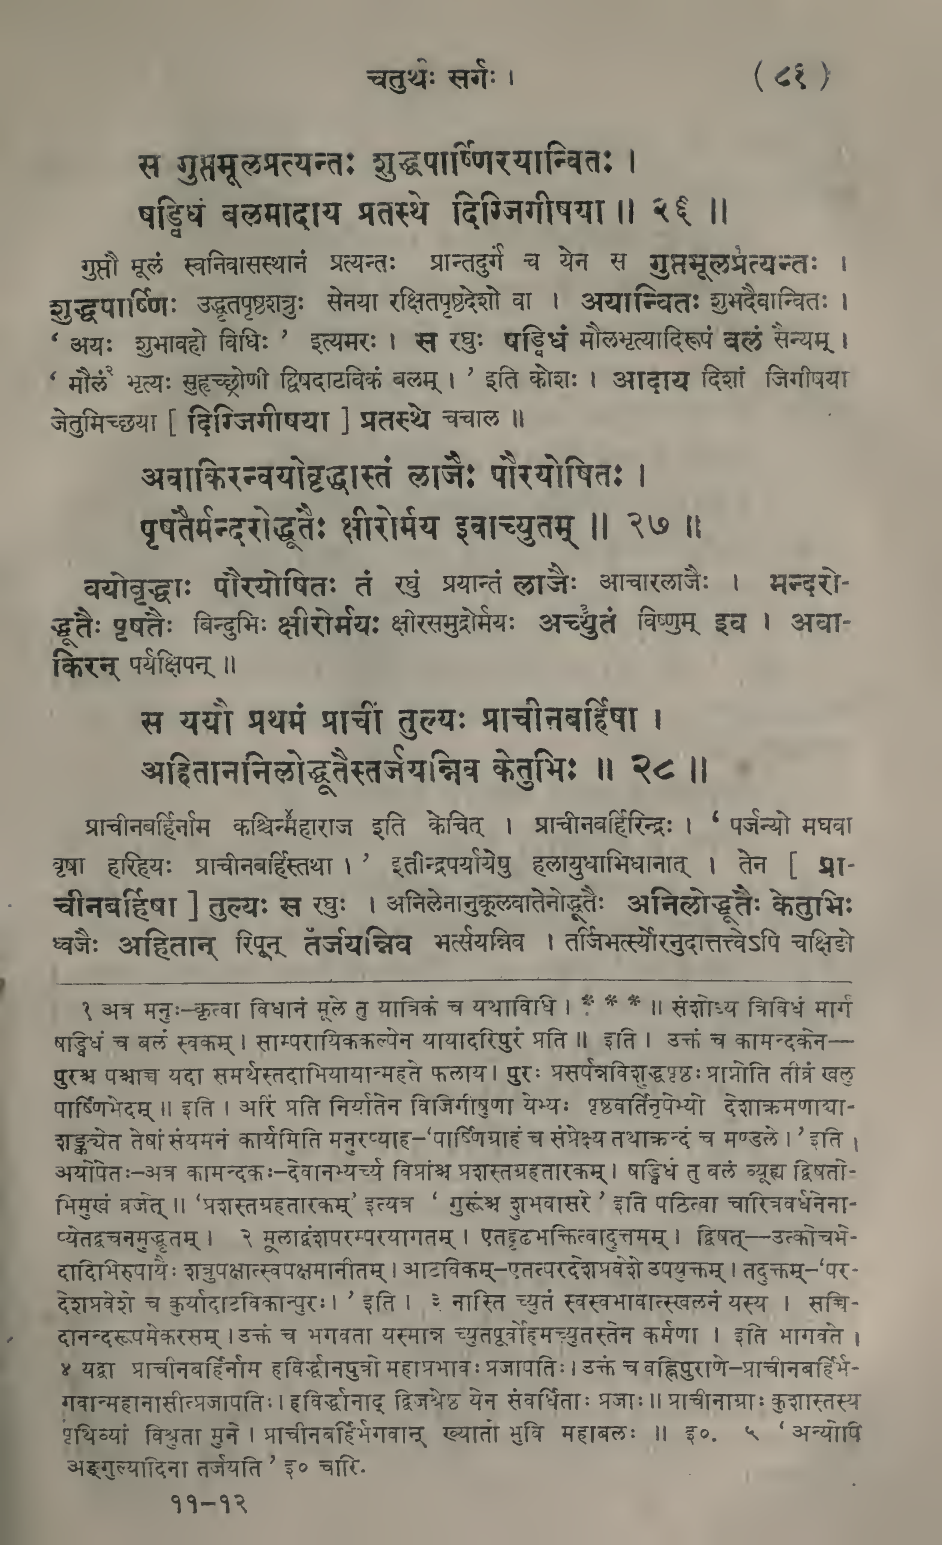 चतुर्थः सर्गः । ( ८१ )
स गुप्तमूलप्रत्यन्तः शुद्धपार्ष्णिरयान्वितः ।
षड्विधं बलमादाय प्रतस्थे दिग्जिगीषया ॥ २६ ॥
गुप्तौ मूलं स्वनिवासस्थानं प्रत्यन्तः प्रान्तदुर्गं च येन स गुप्तमूलप्रत्यन्तः ।
शुद्धपार्ष्णिः उद्धृतपृष्ठशत्रुः सेनया रक्षितपृष्ठदेशो वा । अयान्वितः शुभदैवान्वितः ।
‘ अयः शुभावहो विधिः ’ इत्यमरः । स रघुः षड्विधं मौलभृत्यादिरूपं बलं सैन्यम् ।
‘ मौलं२ भृत्यः सुहृच्छ्रेणी द्विषदाटविकं बलम् । ’ इति कोशः । आदाय दिशां जिगीषया
जेतुमिच्छया [ दिग्जिगीषया ] प्रतस्थे चचाल ॥
अवाकिरन्वयोवृद्धास्तं लाजैः पौरयोषितः ।
पृषतैर्मन्दरोद्धूतैः क्षीरोर्मय इवाच्युतम् ॥ २७ ॥
वयोवृद्धाः पौरयोषितः तं रघुं प्रयान्तं लाजैः आचारलाजैः । मन्दरो-
द्धूतैः पृषतैः बिन्दुभिः क्षीरोर्मयः क्षीरसमुद्रोर्मयः अच्युतं३ विष्णुम् इव । अवा-
किरन् पर्यक्षिपन् ॥
स ययौ प्रथमं प्राचीं तुल्यः प्राचीनबर्हिषा ।
अहिताननिलोद्धूतैस्तर्जयन्निव केतुभिः ॥ २८ ॥
प्राचीनबर्हिर्नाम कश्चिन्महाराज४ इति केचित् । प्राचीनबर्हिरिन्द्रः । ‘ पर्जन्यो मघवा
वृषा हरिहयः प्राचीनबर्हिस्तथा । ’ इतीन्द्रपर्यायेषु हलायुधाभिधानात् । तेन [ प्रा-
चीनबर्हिषा ] तुल्यः स रघुः । अनिलेनानुकूलवातेनोद्धूतैः अनिलोद्धूतैः केतुभिः
ध्वजैः अहितान् रिपून् तर्जयन्निव५ भर्त्सयन्निव । तर्जिभर्त्स्योरनुदात्तत्त्वेऽपि चक्षिङो
१ अत्र मनुः–कृत्वा विधानं मूले तु यात्रिकं च यथाविधि । * * * ॥ संशोध्य त्रिविधं मार्गं
षड्विधं च बलं स्वकम् । साम्परायिककल्पेन यायादरिपुरं प्रति ॥ इति । उक्तं च कामन्दकेन—
पुरश्च पश्चाच्च यदा समर्थस्तदाभियायान्महते फलाय । पुरः प्रसर्पन्नविशुद्धपृष्ठः प्राप्नोति तीव्रं खलु
पार्ष्णिभेदम् ॥ इति । अरिं प्रति निर्यातेन विजिगीषुणा येभ्यः पृष्ठवर्तिनृपेभ्यो देशाक्रमणाद्या-
शङ्क्येत तेषां संयमनं कार्यमिति मनुरप्याह–‘पार्ष्णिग्राहं च संप्रेक्ष्य तथाक्रन्दं च मण्डले ।’ इति ।
अयोपेतः–अत्र कामन्दकः–देवानभ्यर्च्य विप्रांश्च प्रशस्तग्रहतारकम् । षड्विधं तु बलं व्यूह्य द्विषतो-
भिमुखं व्रजेत् ॥ ‘प्रशस्तग्रहतारकम्’ इत्यत्र ‘ गुरूंश्च शुभवासरे ’ इति पठित्वा चारित्रवर्धनेना-
प्येतद्वचनमुद्धृतम् । २ मूलाद्वंशपरम्परयागतम् । एतद्दृढभक्तित्वादुत्तमम् । द्विषत्—उत्कोचभे-
दादिभिरुपायैः शत्रुपक्षात्स्वपक्षमानीतम् । आटविकम्–एतत्परदेशप्रवेशे उपयुक्तम् । तदुक्तम्–‘पर-
देशप्रवेशे च कुर्यादाटविकान्पुरः। ’ इति । ३ नास्ति च्युतं स्वस्वभावात्स्खलनं यस्य । सच्चि-
दानन्दरूपमेकरसम् । उक्तं च भगवता यस्मान्न च्युतपूर्वोहमच्युतस्तेन कर्मणा । इति भागवते ।
४ यद्वा प्राचीनबर्हिर्नाम हविर्द्धानपुत्रो महाप्रभावः प्रजापतिः । उक्तं च वह्निपुराणे–प्राचीनबर्हिर्भ-
गवान्महानासीत्प्रजापतिः । हविर्द्धानाद् द्विजश्रेष्ठ येन संवर्धिताः प्रजाः ॥ प्राचीनाग्राः कुशास्तस्य
पृथिव्यां विश्रुता मुने । प्राचीनबर्हिर्भगवान् ख्यातो भुवि महाबलः ॥ इ०. ५ ‘ अन्योपि
अङ्गुल्यादिना तर्जयति ’ इ० चारि.
११–१२